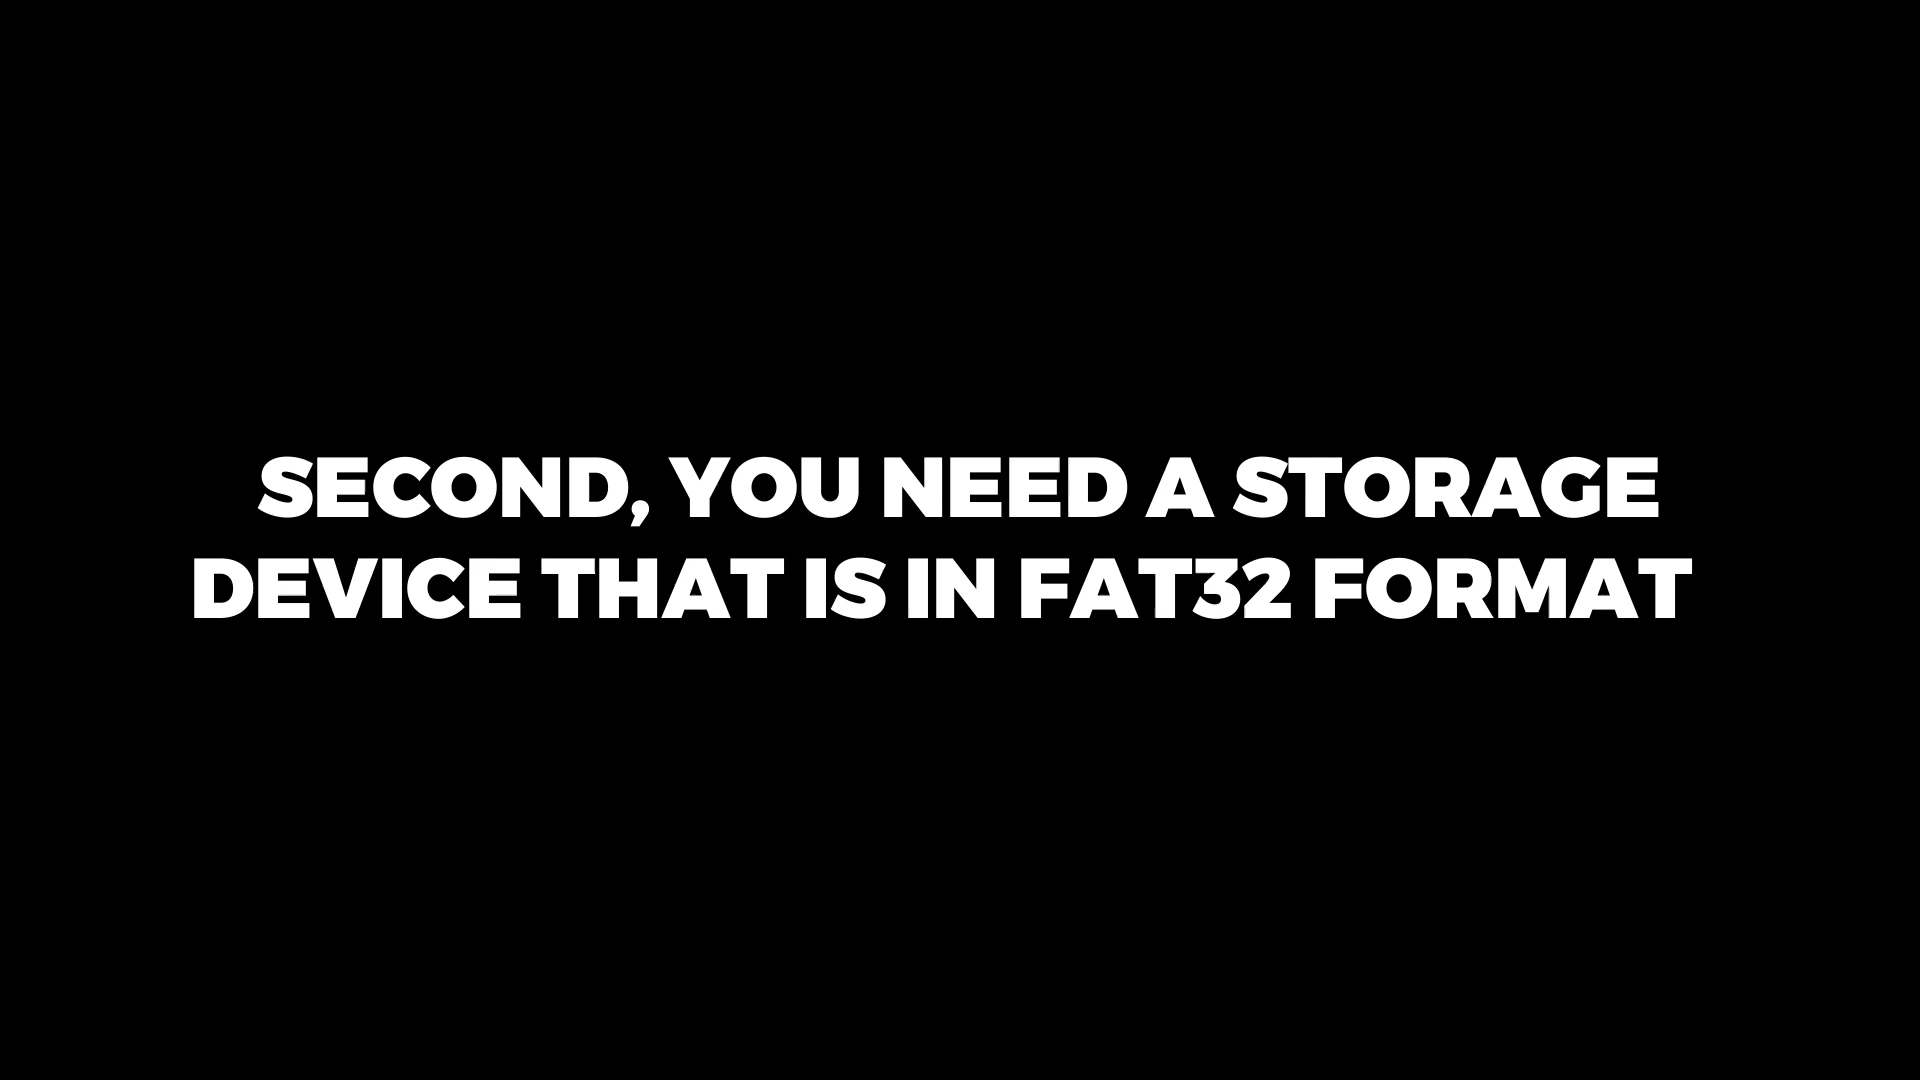 SECOND, YOU NEED A STORAGE
DEVICE THAT IS IN FAT32 FORMAT